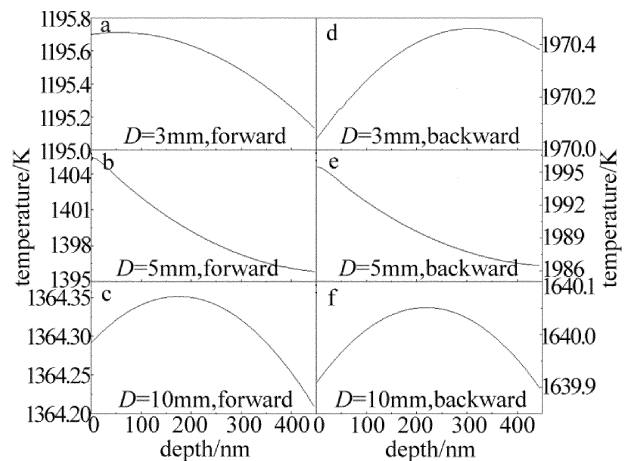 1195.8
a
1195.6
1195.4
1195.2
1195.0
D=3mm,forward
d
1970.4
1970.2
1970.0
D=3mm,backward
temperature/K
b
1404
1401
1398
1395
D=5mm,forward
e
1995
1992
1989
1986
D=5mm,backward
temperature/K
c
1364.35
1364.30
1364.25
1364.20
D=10mm,forward
f
1640.1
1640.0
1639.9
D=10mm,backward
0 100 200 300 400 0 100 200 300 400
depth/nm depth/nm